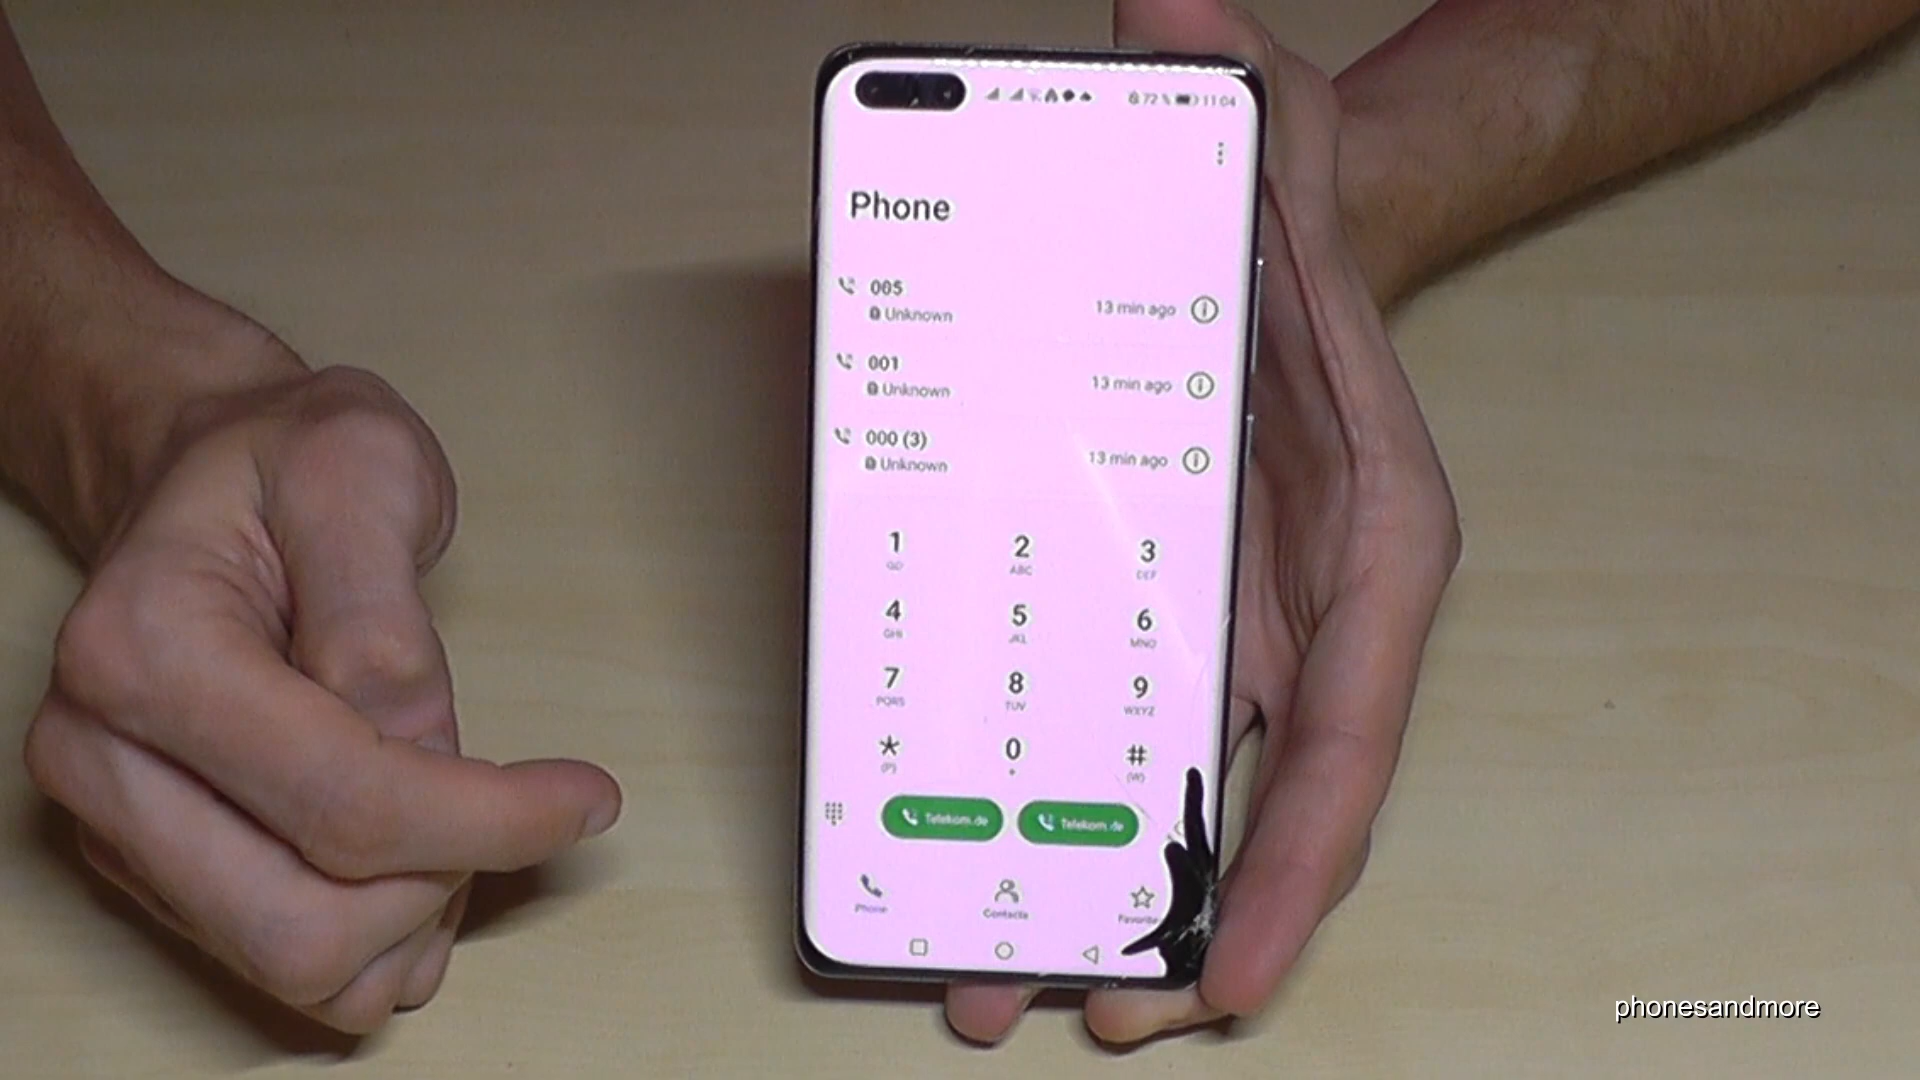 72 % 11:04
Phone
005
Unknown
13 min ago
001
Unknown
13 min ago
000 (3)
Unknown
13 min ago
1 2 3
ABC DEF
4 5 6
GHI JKL MNO
7 8 9
PQRS TUV WXYZ
* 0 #
(P) + (W)
Telekom.de Telekom.de
Phone Contacts Favorite
phonesandmore